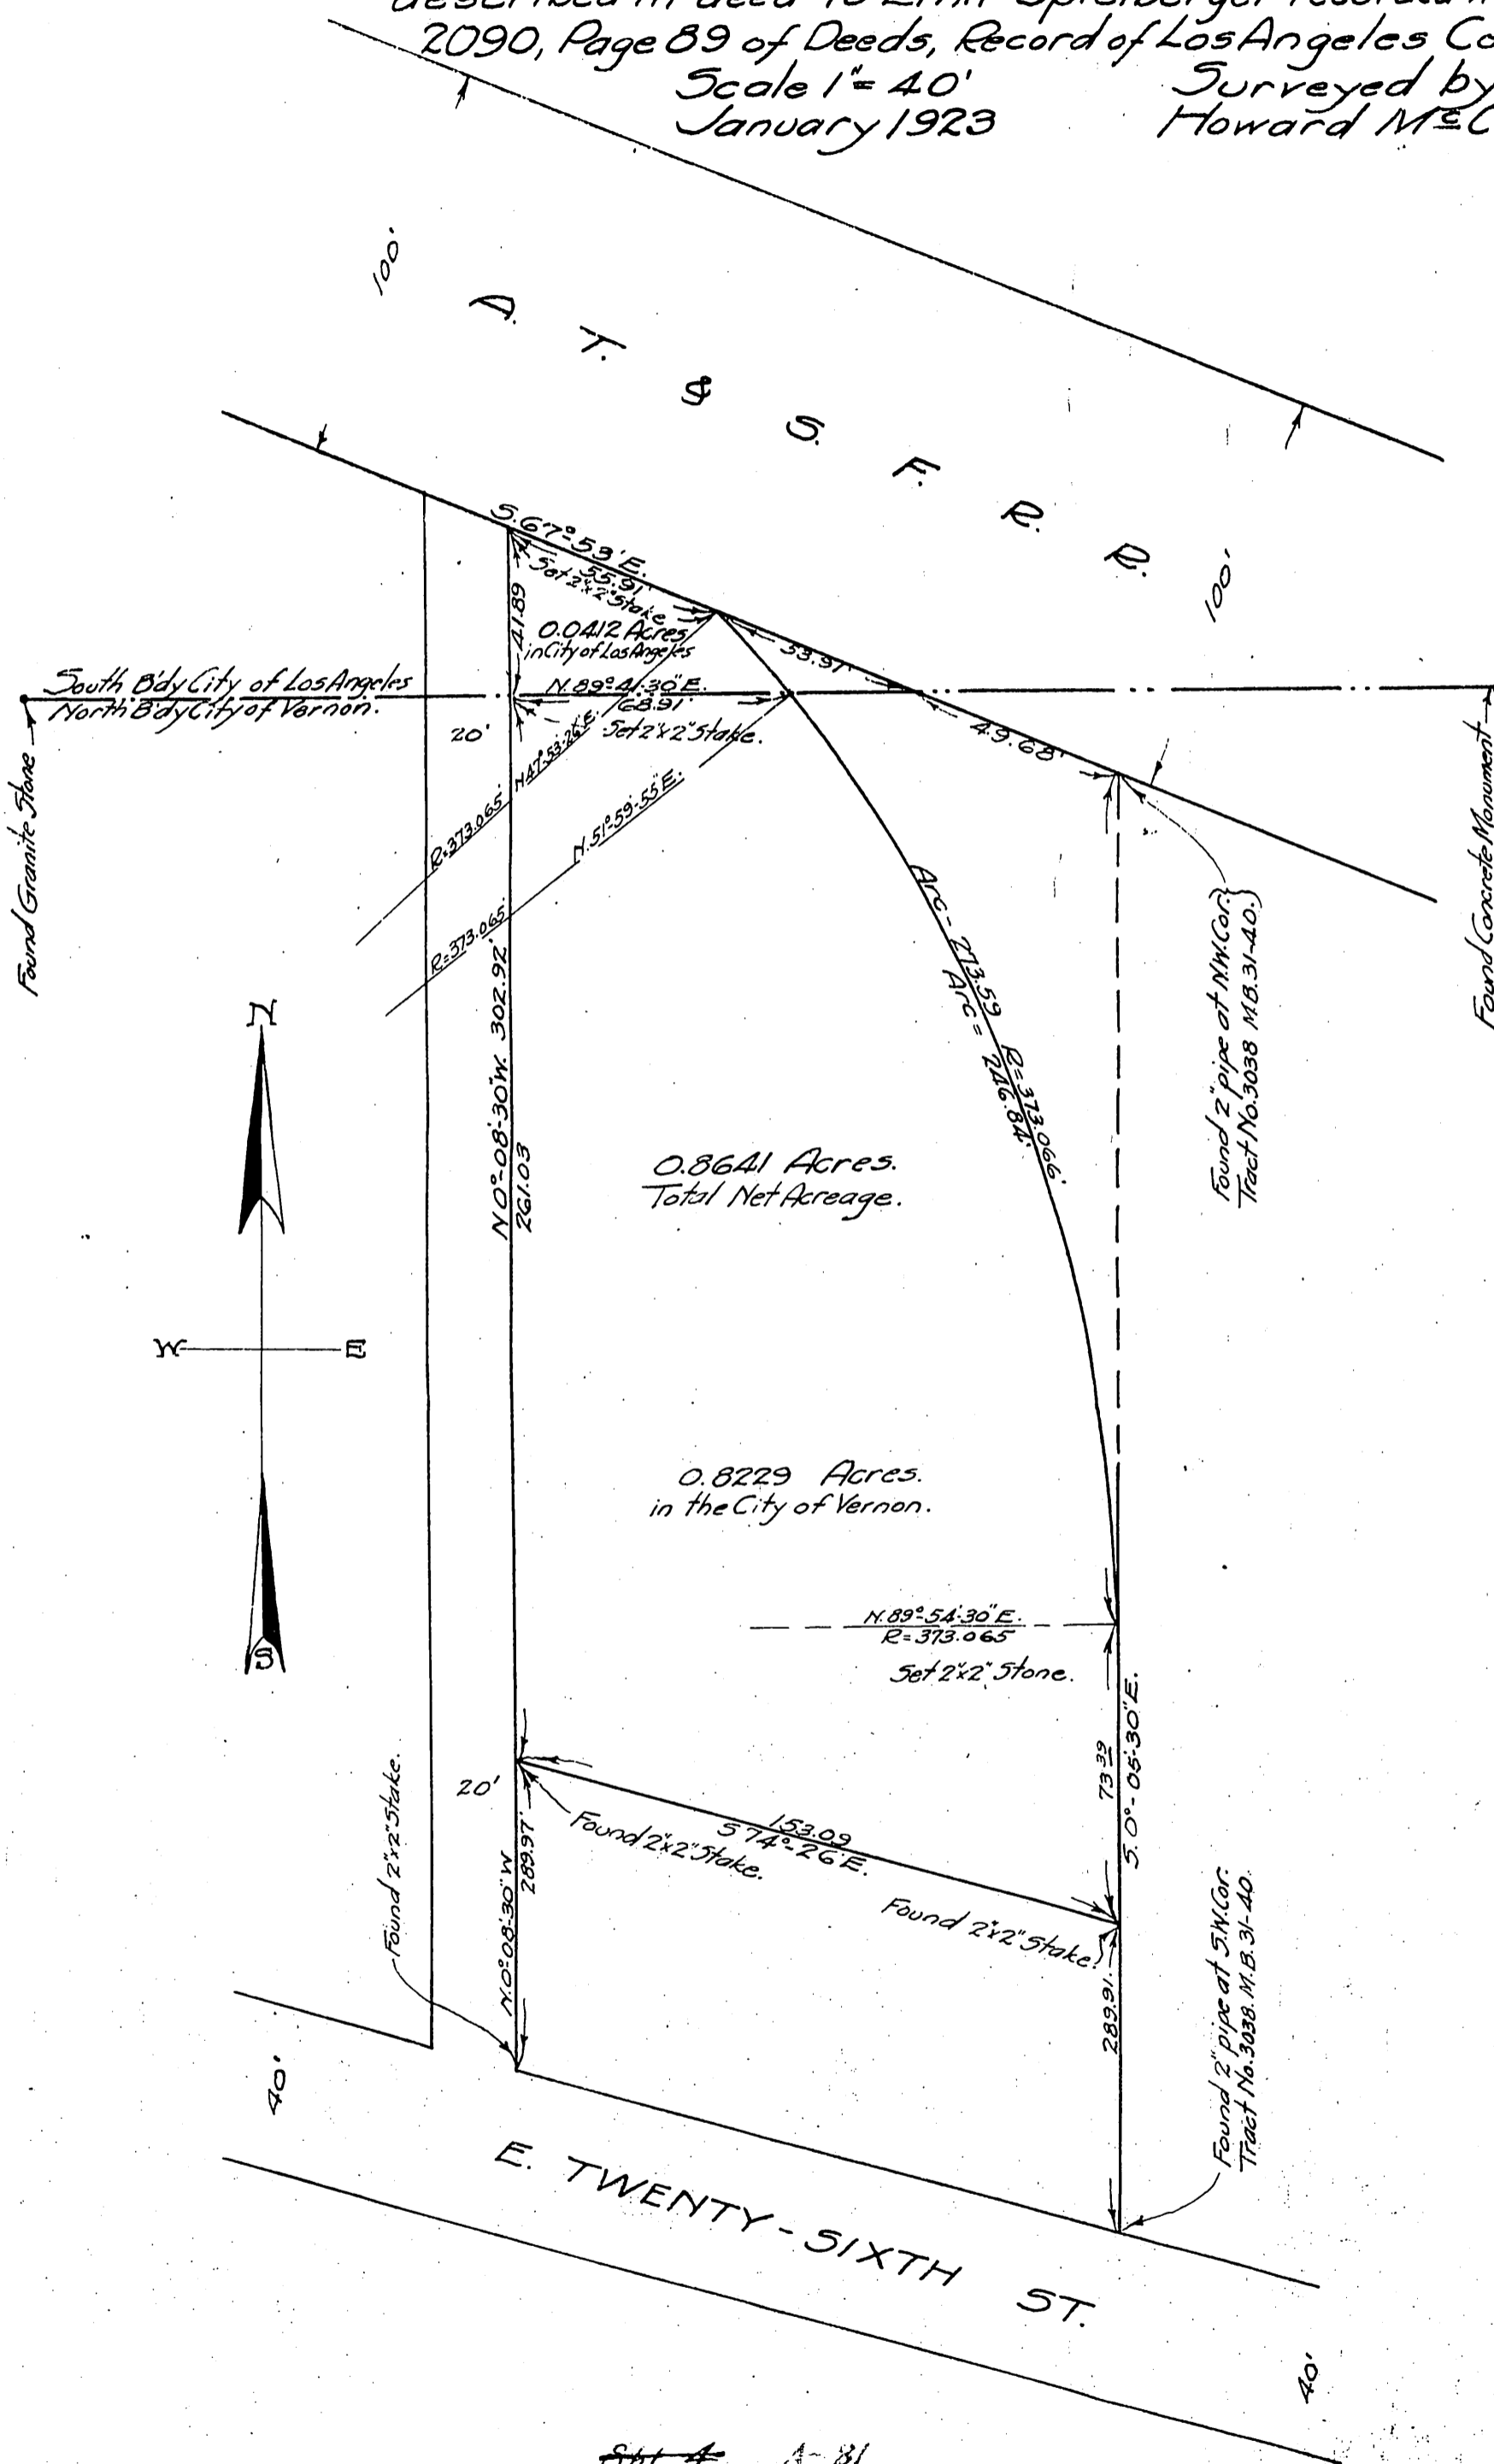 2090, Page 89 of Deeds, Record of Los Angeles Co
Scale 1"= 40'
Surveyed by
January 1923
Howard McC
100'
A. T. & S. F. R. R.
100'
S.67°-53'E.
55.91'
Set 2"x2" Stake
41.89
0.0412 Acres
in City of Los Angeles
53.97'
South B'dy City of Los Angeles
North B'dy City of Vernon.
N.89°-41'-30"E.
68.91'
Set 2"x2" Stake.
20'
49.68'
R=373.065' N47°-53'-26"E.
R=373.065. N.51°-59'-55"E.
Found Granite Stone
Found Concrete Monument
Arc - 273.59 R=373.066'
Arc = 246.84'
Found 2" pipe at N.W.Cor.
Tract No.3038 M.B.31-40.
N
N0°-08'-30"W. 302.92'
261.03
0.8641 Acres.
Total Net Acreage.
W
E
0.8229 Acres.
in the City of Vernon.
S
N.89°-54'-30"E.
R=373.065
Set 2"x2" Stone.
73.39
S.0°-05'-30"E.
20'
Found 2"x2" Stake.
153.09
S74°-26'E.
Found 2"x2" Stake.
Found 2"x2" Stake.
N.0°-08'-30"W
289.97'
289.91.
Found 2" pipe at S.W.Cor.
Tract No.3038. M.B.31-40.
40'
E. TWENTY-SIXTH ST.
40'
A-81